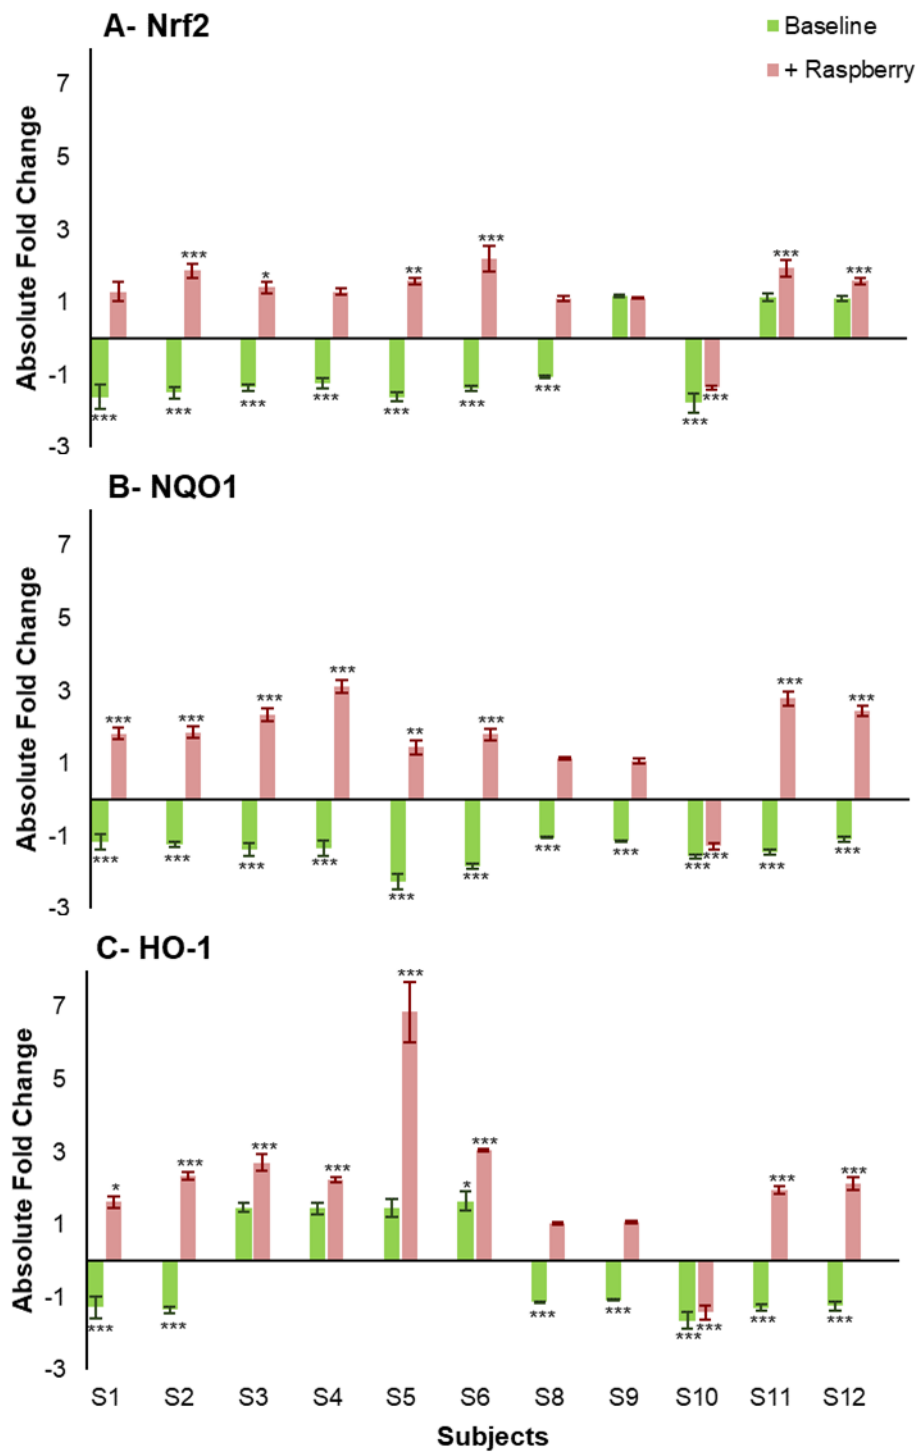 A- Nrf2
Baseline
+ Raspberry
Absolute Fold Change
7
5
3
1
-1
-3
*** *** * ** *** *** ***
*** *** *** *** *** *** *** *** ***
B- NQO1
Absolute Fold Change
7
5
3
1
-1
-3
*** *** *** *** ** *** *** ***
*** *** *** *** *** *** *** *** *** *** *** ***
C- HO-1
Absolute Fold Change
7
5
3
1
-1
-3
* *** *** *** *** * *** *** ***
*** *** *** *** *** *** *** ***
S1 S2 S3 S4 S5 S6 S8 S9 S10 S11 S12
Subjects